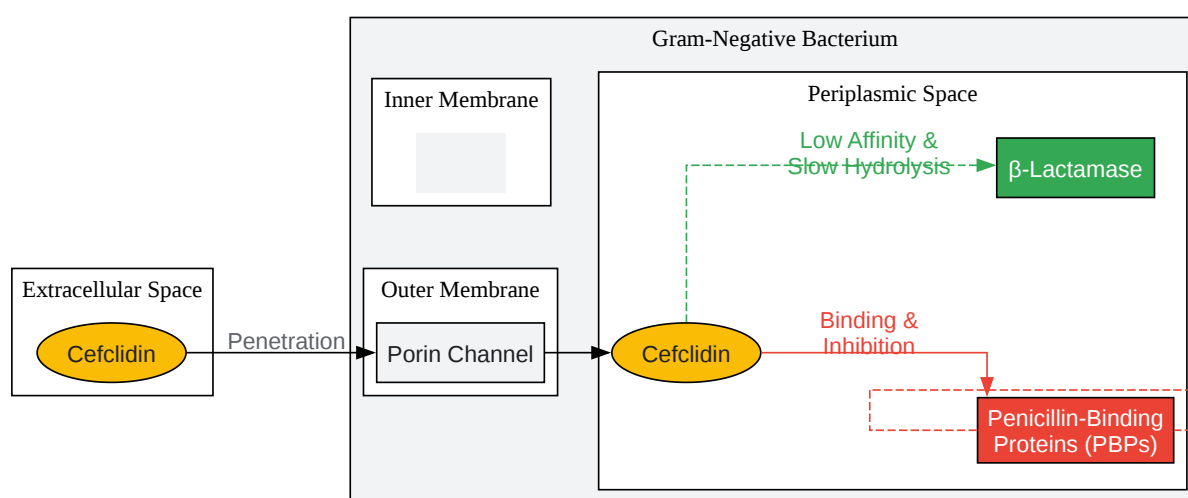 Gram-Negative Bacterium
Inner Membrane
Periplasmic Space
Low Affinity &
Slow Hydrolysis
β-Lactamase
Extracellular Space
Outer Membrane
Cefclidin
Penetration
Porin Channel
Cefclidin
Binding &
Inhibition
Penicillin-Binding
Proteins (PBPs)